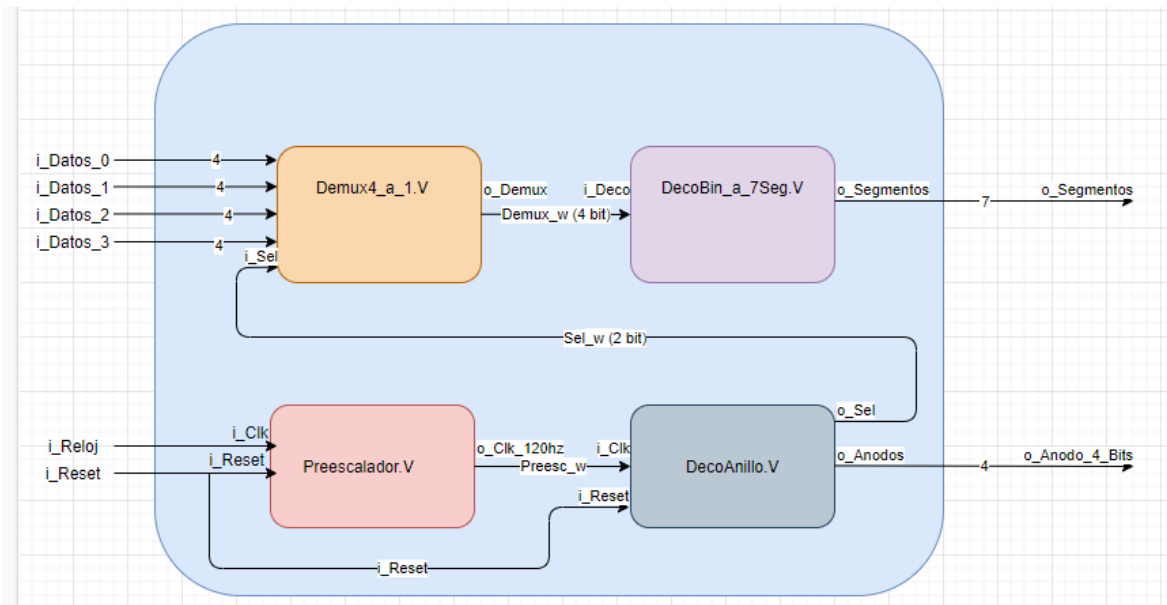 i_Datos_0
4
i_Datos_1
4
i_Datos_2
4
i_Datos_3
4
i_Sel
Demux4_a_1.V
o_Demux
Demux_w (4 bit)
i_Deco
DecoBin_a_7Seg.V
o_Segmentos
7
o_Segmentos
Sel_w (2 bit)
i_Reloj
i_Clk
i_Reset
i_Reset
Preescalador.V
o_Clk_120hz
Preesc_w
i_Clk
i_Reset
DecoAnillo.V
o_Sel
o_Anodos
4
o_Anodo_4_Bits
i_Reset